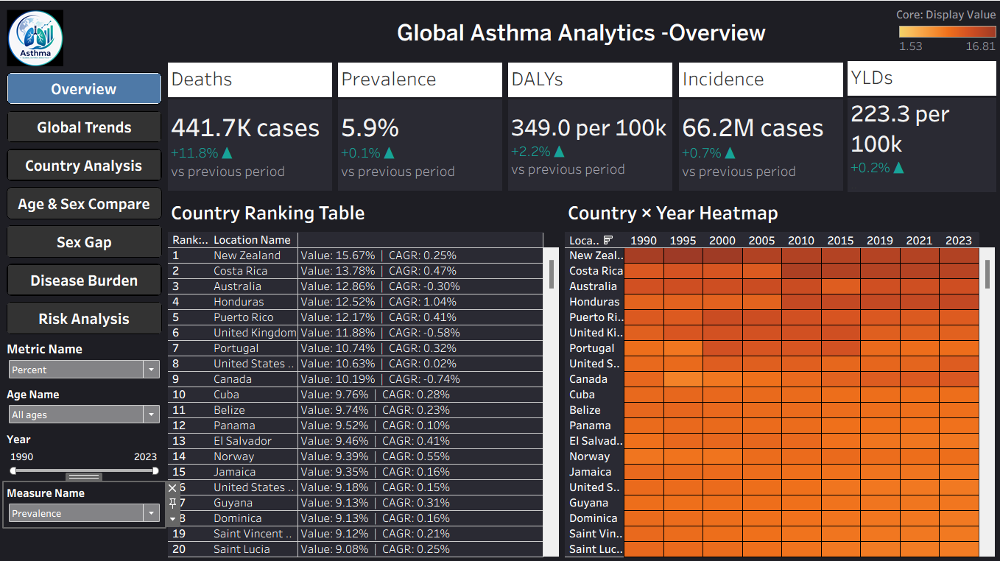 Core: Display Value
1.53 16.81
Global Asthma Analytics -Overview
Asthma
Overview
Global Trends
Country Analysis
Age & Sex Compare
Sex Gap
Disease Burden
Risk Analysis
Metric Name
Percent
Age Name
All ages
Year
1990 2023
Measure Name
Prevalence
Deaths
441.7K cases
+11.8% ▲
vs previous period
Prevalence
5.9%
+0.1% ▲
vs previous period
DALYs
349.0 per 100k
+2.2% ▲
vs previous period
Incidence
66.2M cases
+0.7% ▲
vs previous period
YLDs
223.3 per
100k
+0.2% ▲
Country Ranking Table
Rank:.. Location Name
1 New Zealand Value: 15.67% | CAGR: 0.25%
2 Costa Rica Value: 13.78% | CAGR: 0.47%
3 Australia Value: 12.86% | CAGR: -0.30%
4 Honduras Value: 12.52% | CAGR: 1.04%
5 Puerto Rico Value: 12.17% | CAGR: 0.41%
6 United Kingdom Value: 11.88% | CAGR: -0.58%
7 Portugal Value: 10.74% | CAGR: 0.32%
8 United States .. Value: 10.63% | CAGR: 0.02%
9 Canada Value: 10.19% | CAGR: -0.74%
10 Cuba Value: 9.76% | CAGR: 0.28%
11 Belize Value: 9.74% | CAGR: 0.23%
12 Panama Value: 9.52% | CAGR: 0.10%
13 El Salvador Value: 9.46% | CAGR: 0.41%
14 Norway Value: 9.39% | CAGR: 0.55%
15 Jamaica Value: 9.35% | CAGR: 0.16%
6 United States .. Value: 9.18% | CAGR: 0.15%
7 Guyana Value: 9.13% | CAGR: 0.31%
8 Dominica Value: 9.13% | CAGR: 0.16%
19 Saint Vincent .. Value: 9.12% | CAGR: 0.21%
20 Saint Lucia Value: 9.08% | CAGR: 0.25%
Country × Year Heatmap
Loca.. 1990 1995 2000 2005 2010 2015 2019 2021 2023
New Zeal..
Costa Rica
Australia
Honduras
Puerto Ri..
United Ki..
Portugal
United S..
Canada
Cuba
Belize
Panama
El Salvad..
Norway
Jamaica
United S..
Guyana
Dominica
Saint Vin..
Saint Luc..